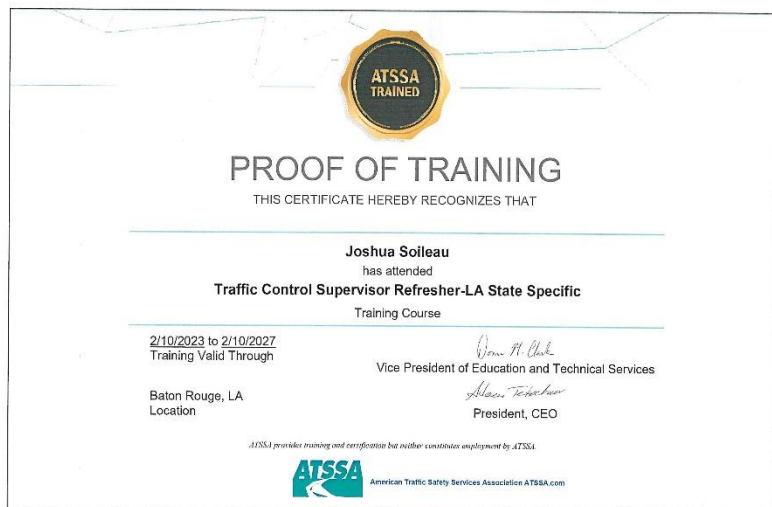 ATSSA
TRAINED
PROOF OF TRAINING
THIS CERTIFICATE HEREBY RECOGNIZES THAT
Joshua Soileau
has attended
Traffic Control Supervisor Refresher-LA State Specific
Training Course
2/10/2023 to 2/10/2027
Training Valid Through
Vice President of Education and Technical Services
Baton Rouge, LA
Location
President, CEO
ATSSA provides training and certification but neither constitutes employment by ATSSA.
ATSSA
American Traffic Safety Services Association ATSSA.com